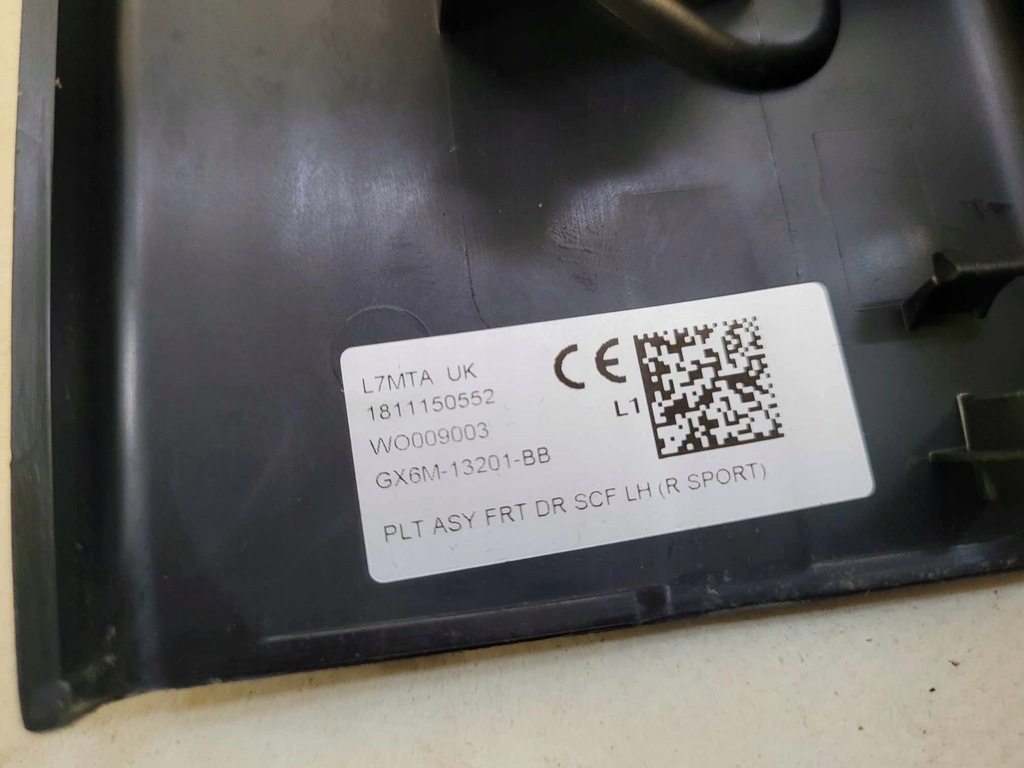 L7MTA UK
1811150552
WO009003
GX6M-13201-BB
PLT ASY FRT DR SCF LH (R SPORT)
CE
L1